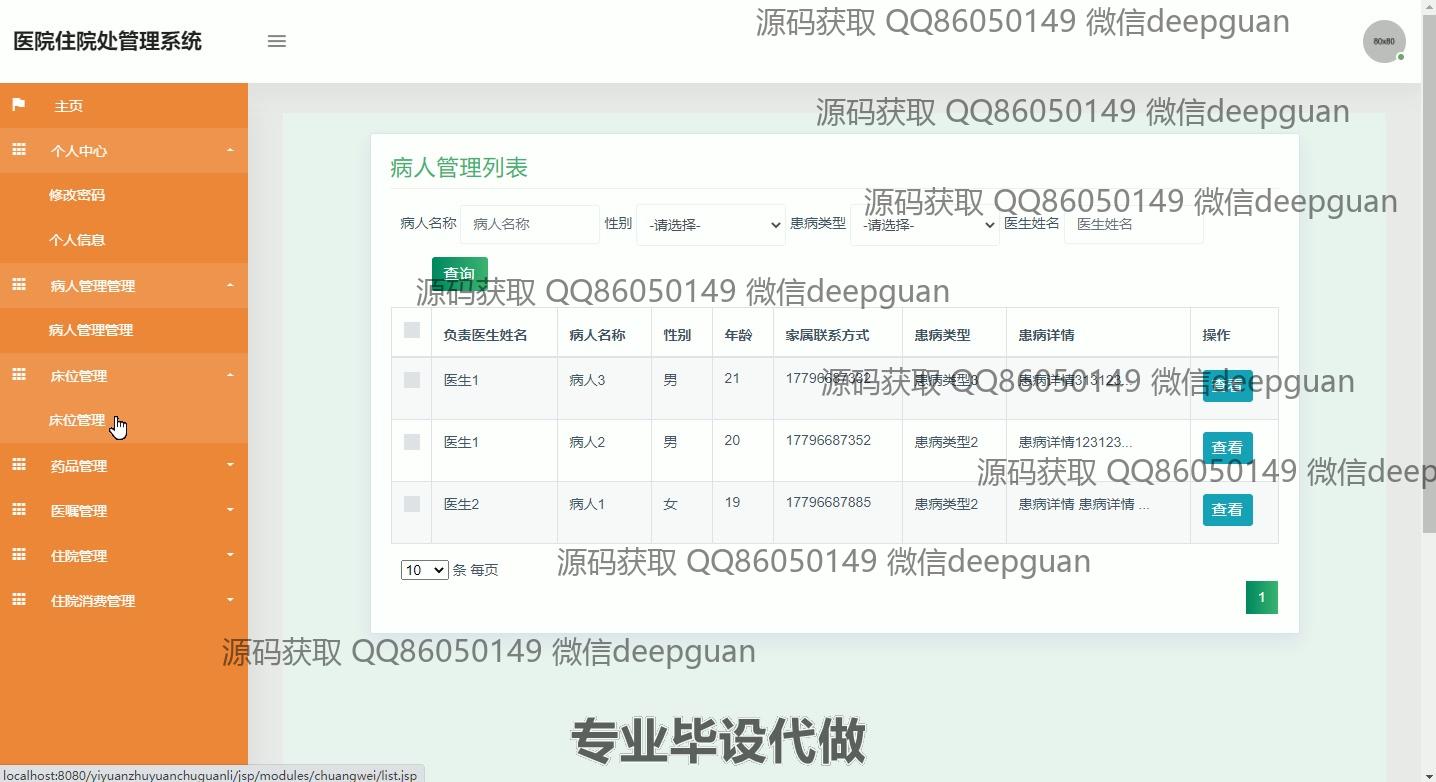 医院住院处管理系统
源码获取 QQ86050149 微信deepguan
80x80
主页
个人中心
修改密码
个人信息
病人管理管理
病人管理管理
床位管理
床位管理
药品管理
医嘱管理
住院管理
住院消费管理
源码获取 QQ86050149 微信deepguan
病人管理列表
源码获取 QQ86050149 微信deepguan
病人名称 病人名称 性别 -请选择- 患病类型 -请选择- 医生姓名 医生姓名
查询
源码获取 QQ86050149 微信deepguan
负责医生姓名 病人名称 性别 年龄 家属联系方式 患病类型 患病详情 操作
医生1 病人3 男 21 17796687332 患病类型3 患病详情313123... 查看
源码获取 QQ86050149 微信deepguan
医生1 病人2 男 20 17796687352 患病类型2 患病详情123123... 查看
源码获取 QQ86050149 微信deep
医生2 病人1 女 19 17796687885 患病类型2 患病详情 患病详情 ... 查看
源码获取 QQ86050149 微信deepguan
10 条 每页
1
源码获取 QQ86050149 微信deepguan
专业毕设代做
localhost:8080/yiyuanzhuyuanchuguanli/jsp/modules/chuangwei/list.jsp